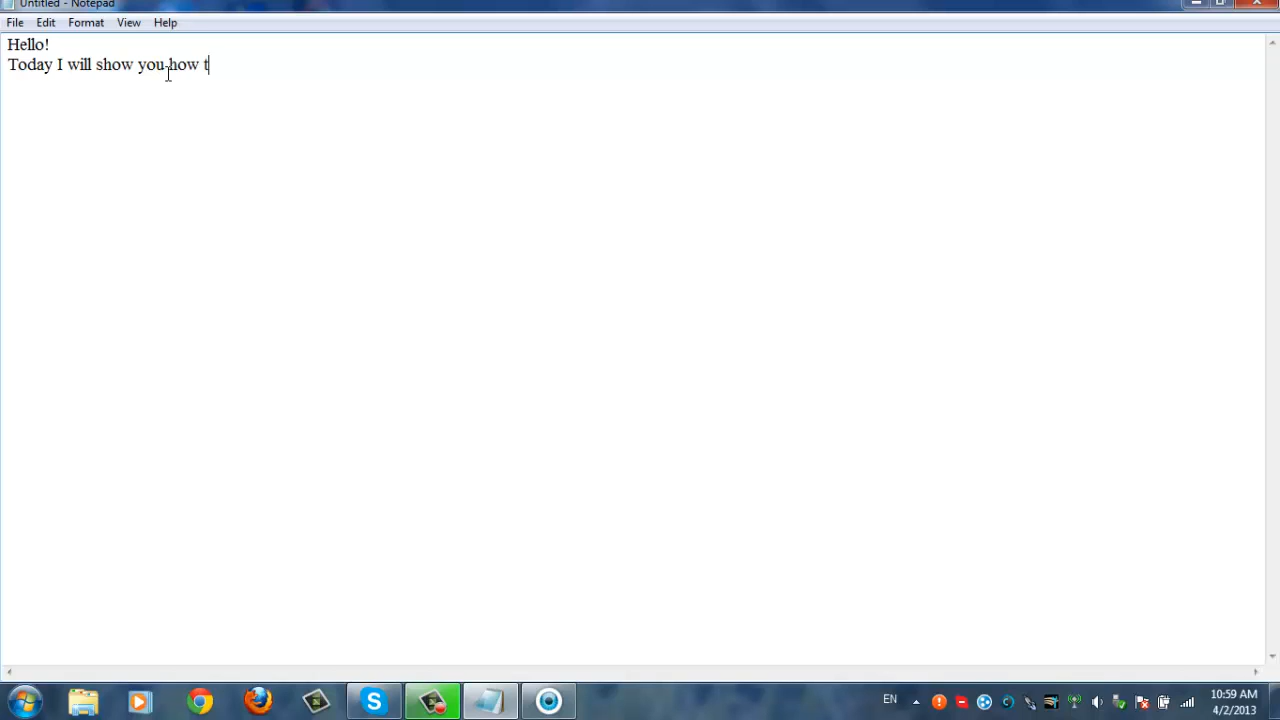 Untitled - Notepad
File Edit Format View Help
Hello!
Today I will show you how t
EN
10:59 AM
4/2/2013